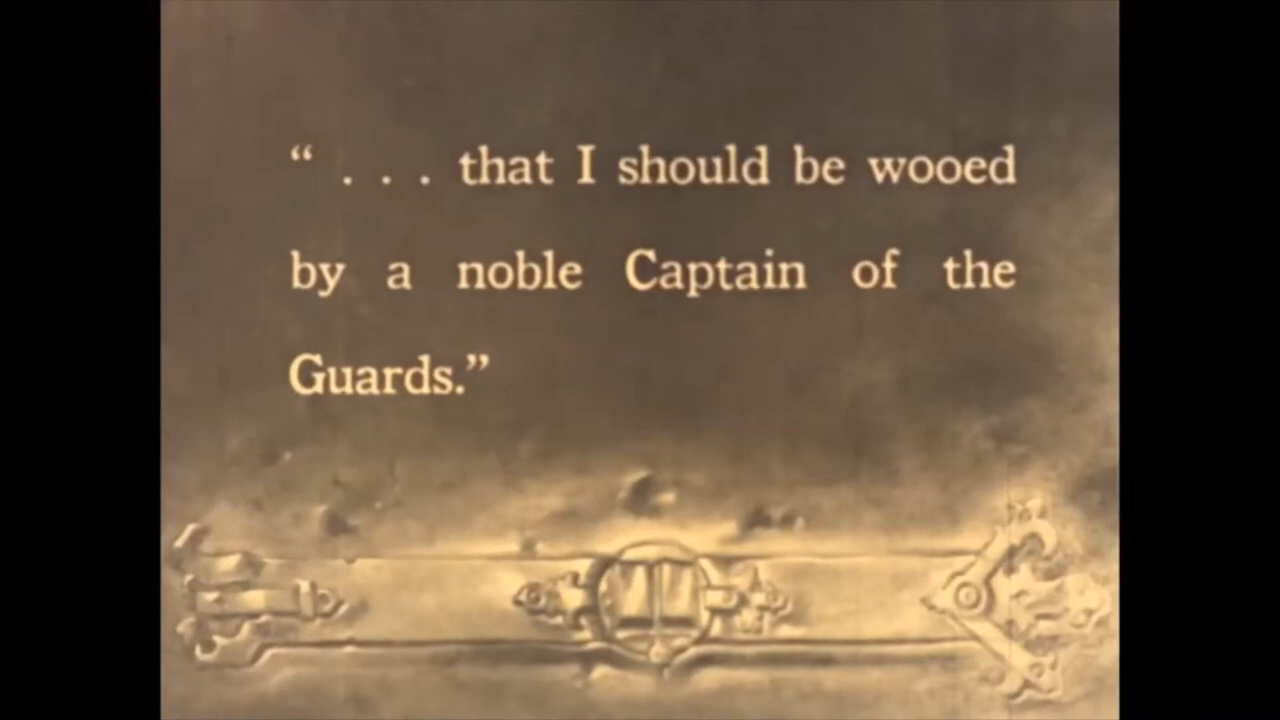 “ . . . that I should be wooed
by a noble Captain of the
Guards.”